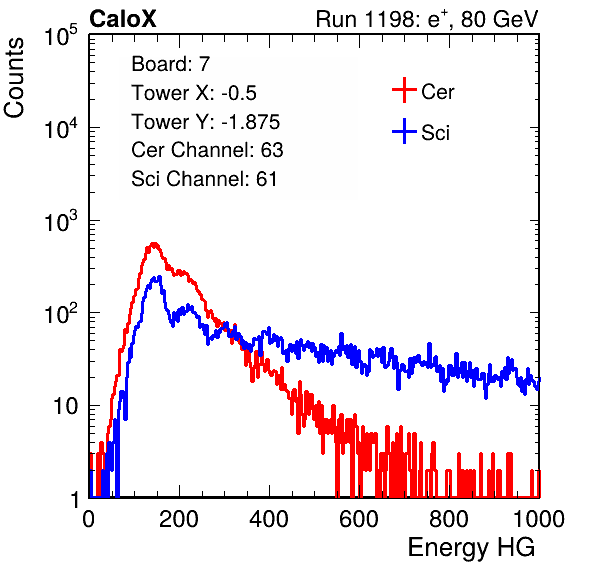 CaloX Run 1198: e⁺, 80 GeV
Counts
Board: 7
Tower X: -0.5
Tower Y: -1.875
Cer Channel: 63
Sci Channel: 61
Cer
Sci
10⁵
10⁴
10³
10²
10
1
0 200 400 600 800 1000
Energy HG